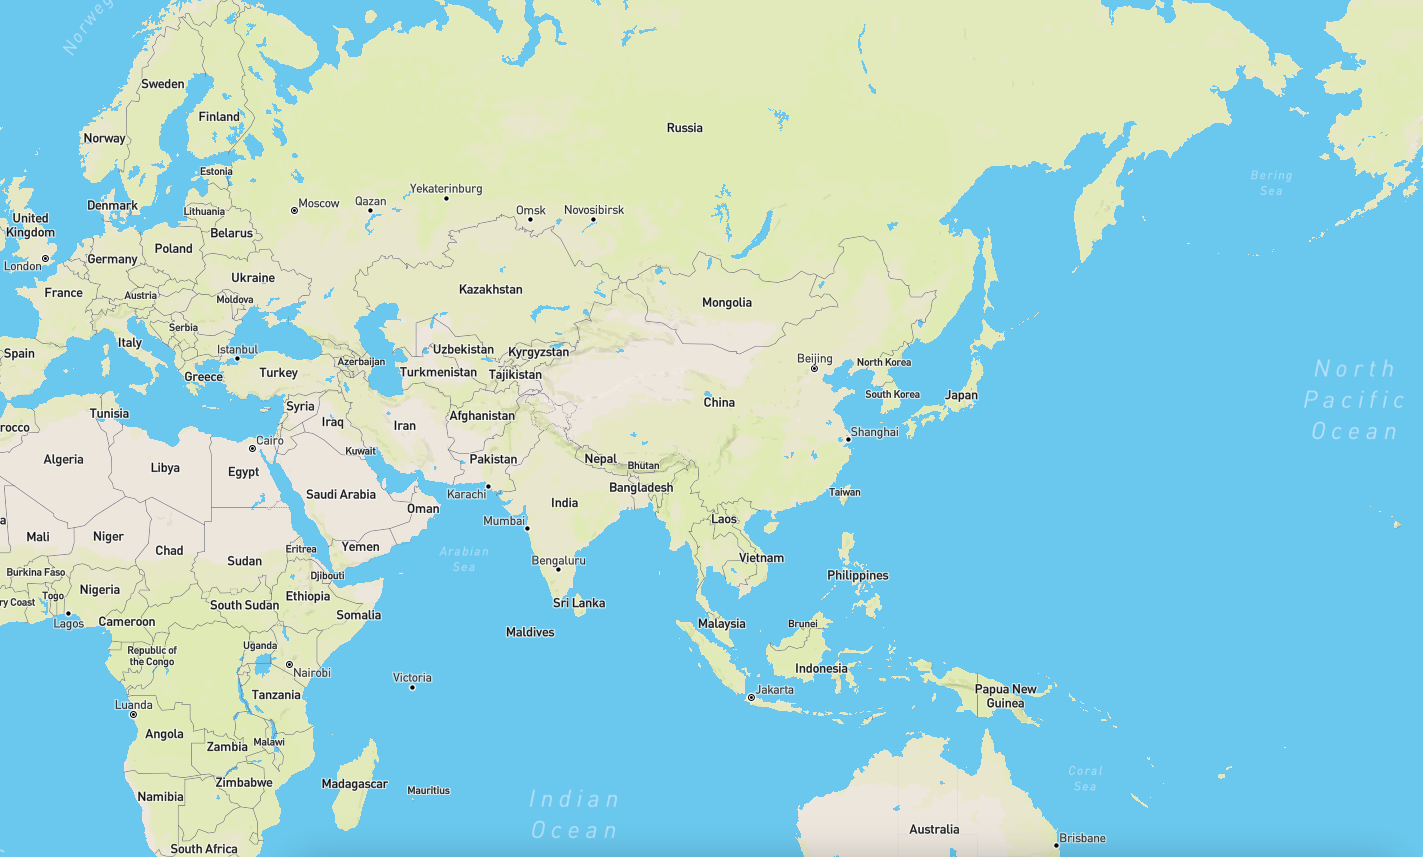 Norweg
Sweden
Finland
Norway
Russia
Estonia
Bering
Sea
Yekaterinburg
Qazan
Moscow
Denmark
Lithuania
Omsk
Novosibirsk
United
Kingdom
Belarus
Poland
London
Germany
Ukraine
France
Austria
Moldova
Kazakhstan
Mongolia
Serbia
Italy
Spain
Istanbul
Uzbekistan
Kyrgyzstan
Azerbaijan
Beijing
North Korea
Greece
Turkey
Turkmenistan
Tajikistan
North
Pacific
Ocean
South Korea
Japan
Tunisia
Syria
China
Afghanistan
rocco
Iraq
Iran
Shanghai
Cairo
Kuwait
Algeria
Libya
Egypt
Pakistan
Nepal
Bhutan
Saudi Arabia
Karachi
Bangladesh
Taiwan
Oman
India
a
Mali
Niger
Chad
Mumbai
Laos
Eritrea
Yemen
Arabian
Sea
Sudan
Bengaluru
Vietnam
Burkina Faso
Djibouti
Philippines
Nigeria
Togo
Ethiopia
ry Coast
South Sudan
Sri Lanka
Somalia
Lagos
Cameroon
Maldives
Malaysia
Brunei
Uganda
Republic of
the Congo
Nairobi
Victoria
Indonesia
Tanzania
Jakarta
Papua New
Guinea
Luanda
Angola
Zambia
Malawi
Coral
Sea
Zimbabwe
Madagascar
Mauritius
Namibia
Indian
Ocean
Australia
Brisbane
South Africa